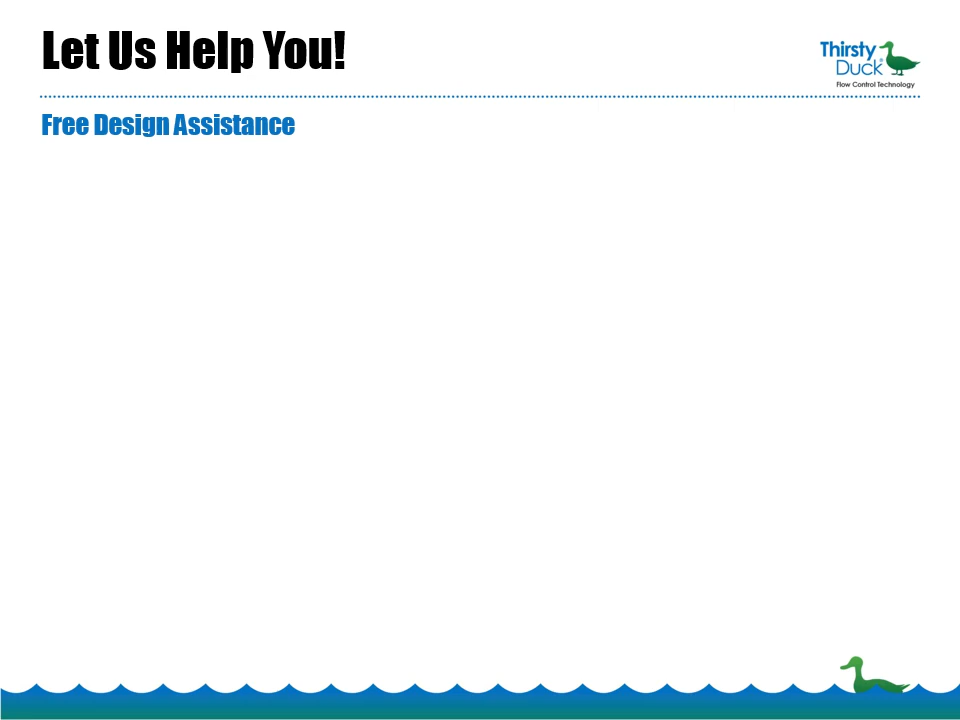 Let Us Help You!
Thirsty
Duck®
Flow Control Technology
Free Design Assistance